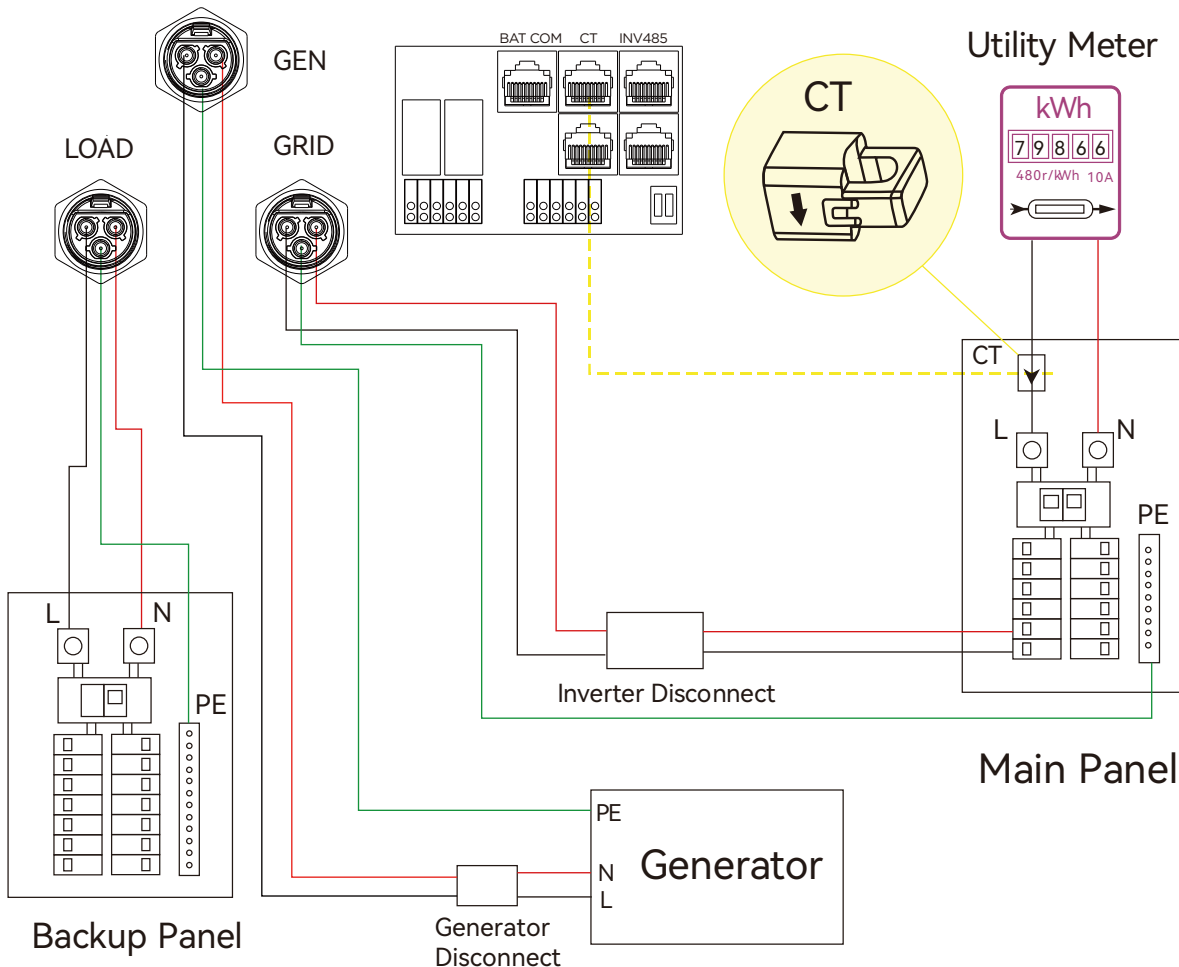 GEN
BAT COM
CT
INV485
Utility Meter
CT
kWh
79866
480r/kWh 10A
LOAD
GRID
CT
L
N
PE
L
N
PE
Inverter Disconnect
Main Panel
PE
N
L
Generator
Generator
Disconnect
Backup Panel